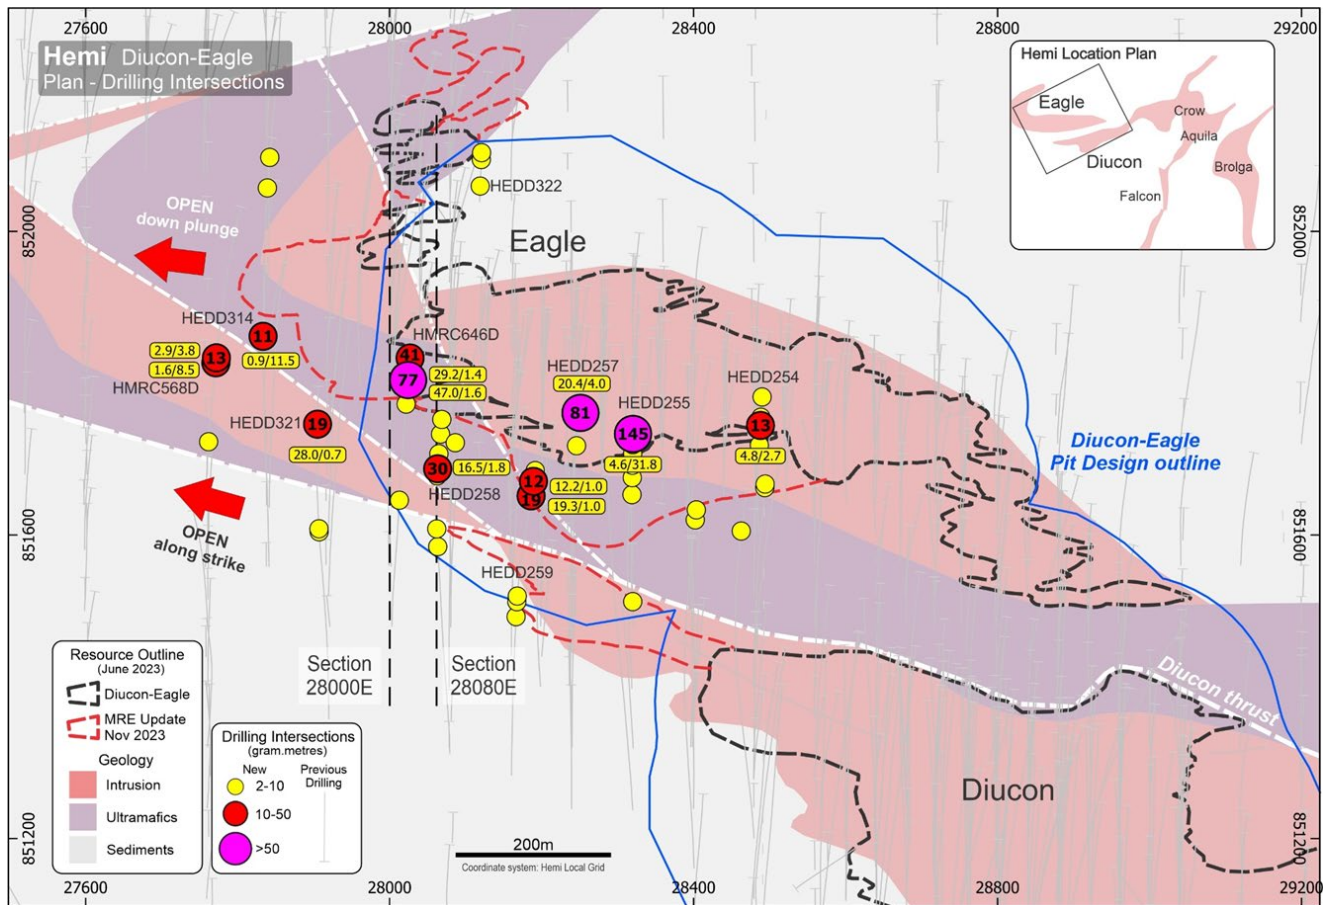 27600
28000
28400
28800
29200
Hemi Diucon-Eagle
Plan - Drilling Intersections
Hemi Location Plan
Eagle
Crow
Aquila
Diucon
Brolga
Falcon
HEDD322
OPEN
down plunge
852000
852000
Eagle
HEDD314
11
HMRC646D
2.9/3.8
1.6/8.5
13
0.9/11.5
HMRC568D
41
77
29.2/1.4
47.0/1.6
HEDD257
20.4/4.0
81
HEDD255
145
4.6/31.8
HEDD254
13
4.8/2.7
HEDD321
19
28.0/0.7
30
16.5/1.8
HEDD258
12
19
12.2/1.0
19.3/1.0
Diucon-Eagle
Pit Design outline
OPEN
along strike
851600
851600
HEDD259
Section
28000E
Section
28080E
Diucon thrust
Diucon
Resource Outline
(June 2023)
Diucon-Eagle
MRE Update
Nov 2023
Geology
Intrusion
Ultramafics
Sediments
Drilling Intersections
(gram.metres)
New
Previous
Drilling
2-10
10-50
>50
200m
Coordinate system: Hemi Local Grid
851200
851200
27600
28000
28400
28800
29200